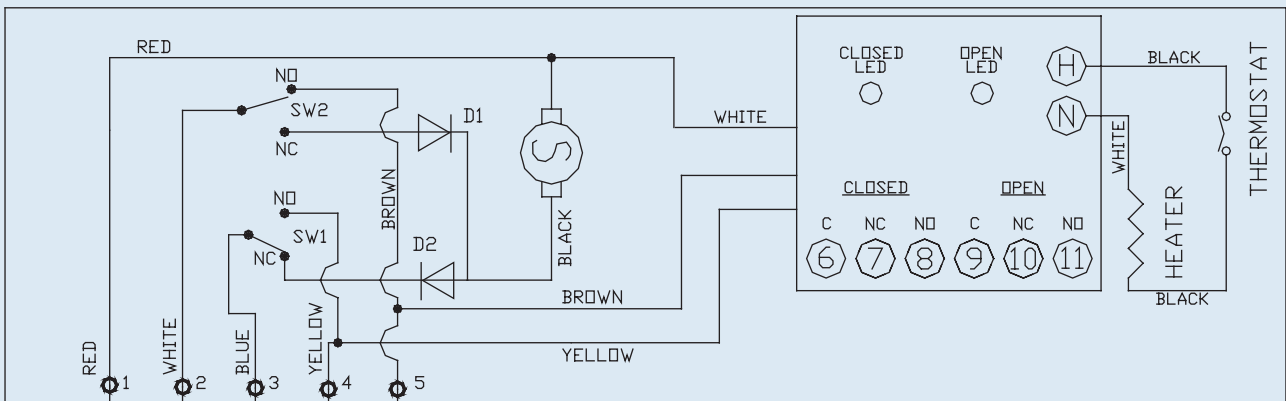 RED
NO
SW2
NC
D1
NO
SW1
NC
D2
BROWN
S
BLACK
WHITE
BROWN
YELLOW
CLOSED
LED
OPEN
LED
H
N
BLACK
WHITE
THERMOSTAT
HEATER
BLACK
CLOSED
OPEN
C NC NO C NC NO
6 7 8 9 10 11
RED
WHITE
BLUE
YELLOW
1 2 3 4 5